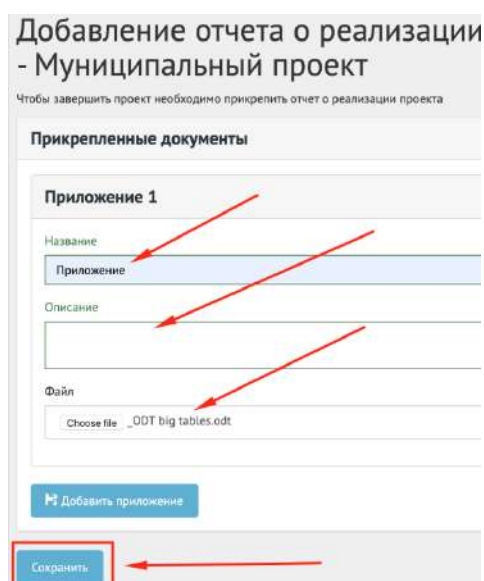 Добавление отчета о реализации
- Муниципальный проект
Чтобы завершить проект необходимо прикрепить отчет о реализации проекта
Прикрепленные документы
Приложение 1
Название
Приложение
Описание
Файл
Choose file _ODT big tables.odt
Добавить приложение
Сохранить